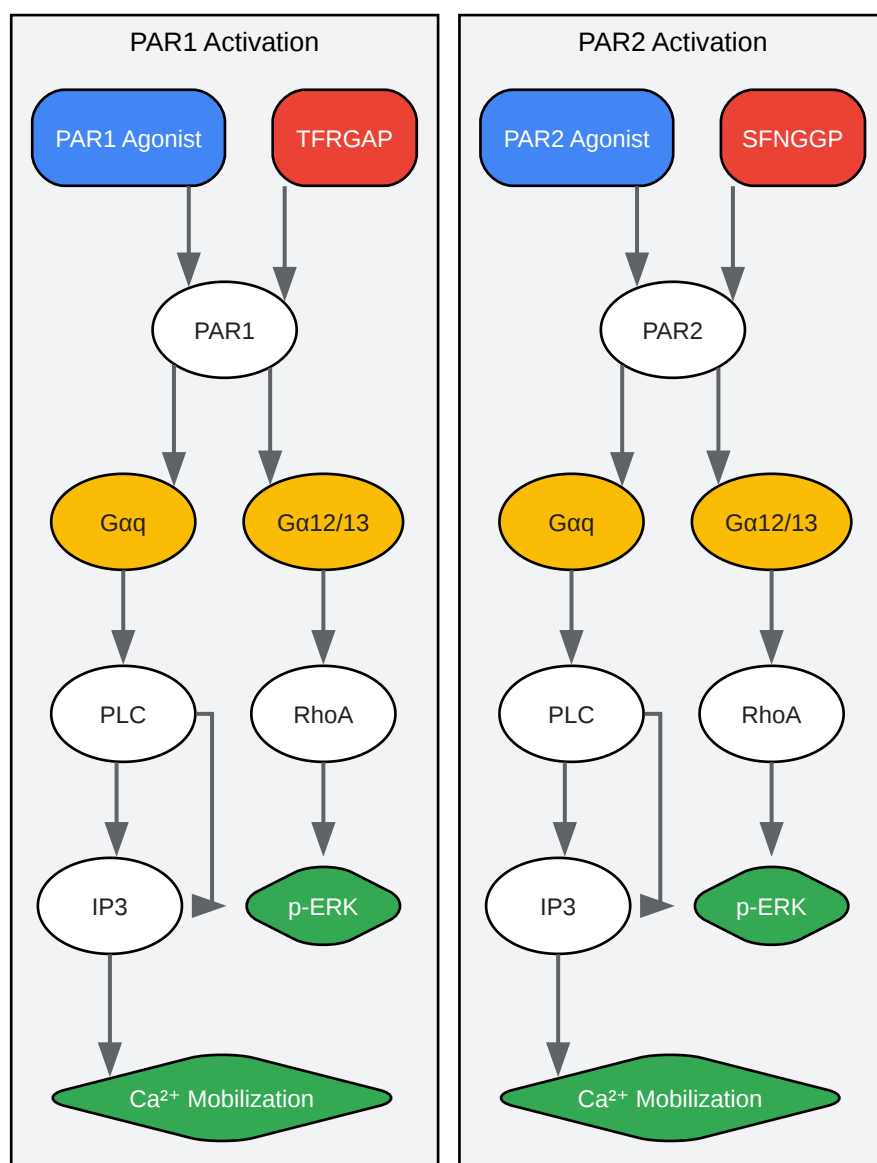 PAR1 Activation
PAR1 Agonist
TFRGAP
PAR1
Gαq
Gα12/13
PLC
RhoA
IP3
p-ERK
Ca²⁺ Mobilization
PAR2 Activation
PAR2 Agonist
SFNGGP
PAR2
Gαq
Gα12/13
PLC
RhoA
IP3
p-ERK
Ca²⁺ Mobilization